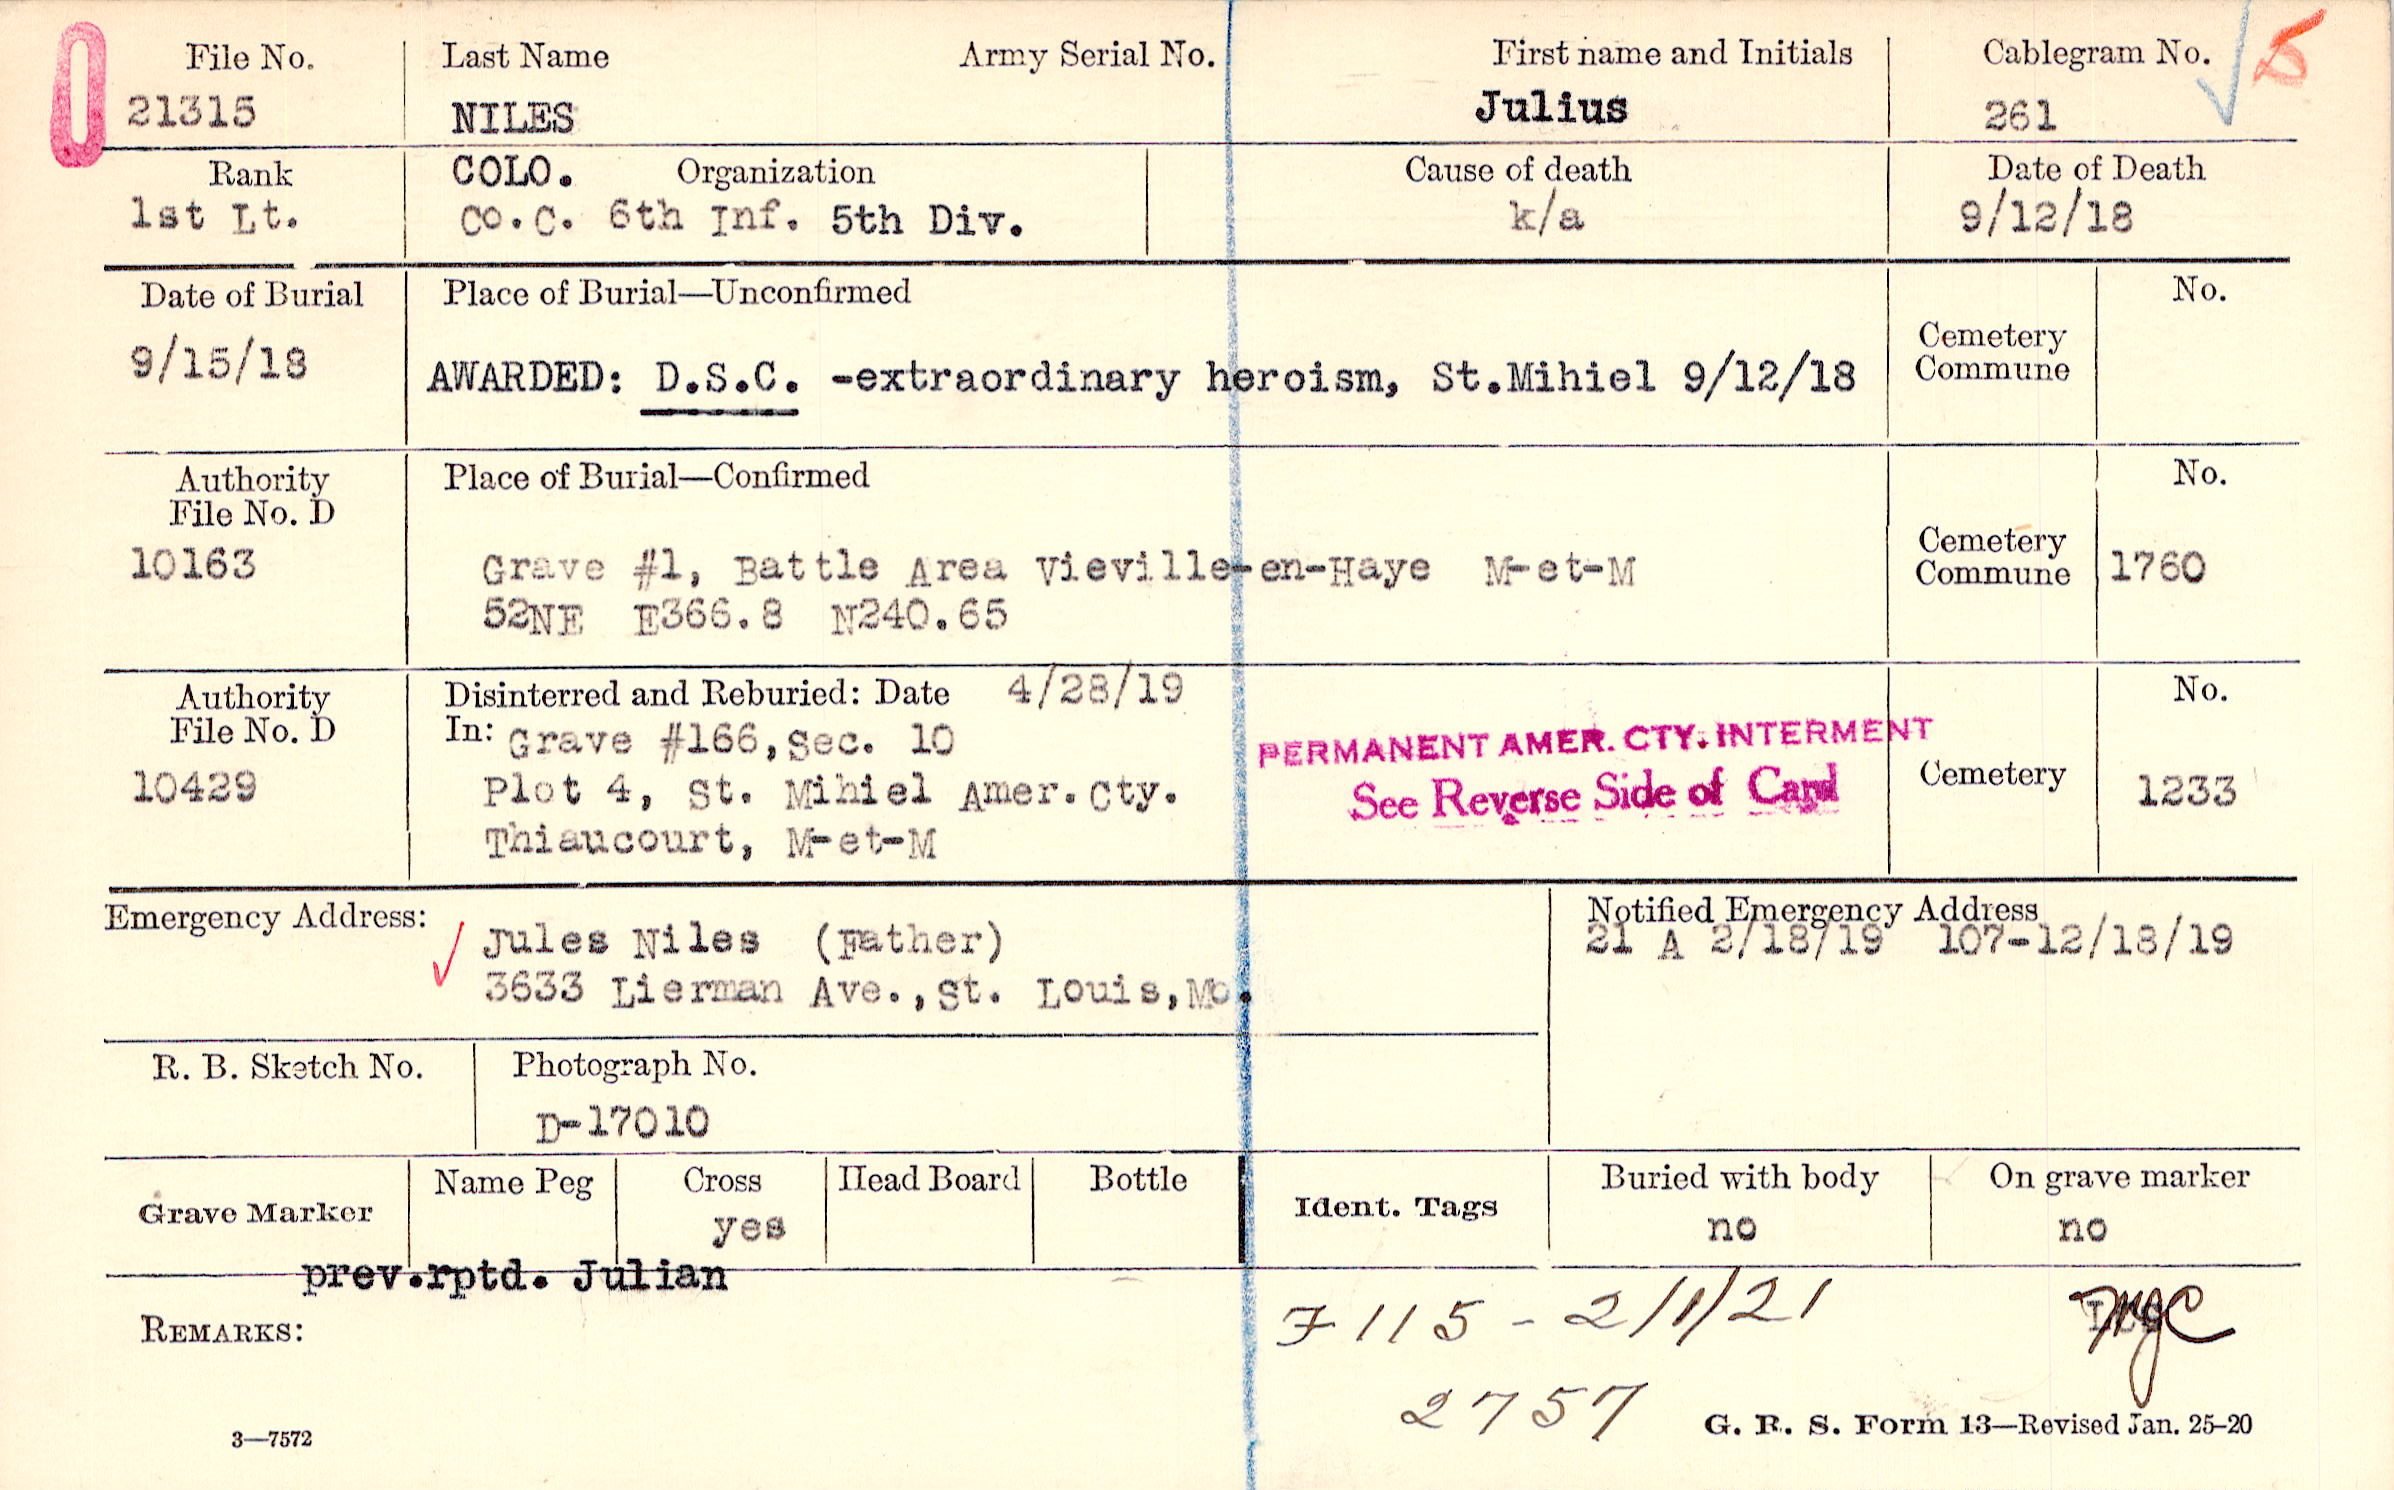 File No. Last Name Army Serial No. First name and Initials Cablegram No. 5
21315 NILES Julius 261
Rank COLO. Organization Cause of death Date of Death
1st Lt. Co.C. 6th Inf. 5th Div. k/a 9/12/18
Date of Burial Place of Burial—Unconfirmed No.
Cemetery
Commune
9/15/18 AWARDED: D.S.C. -extraordinary heroism, St.Mihiel 9/12/18
Authority Place of Burial—Confirmed No.
File No. D
Cemetery
Commune
10163 Grave #1, Battle Area Vieville-en-Haye M-et-M 1760
52NE E366.8 N240.65
Authority Disinterred and Reburied: Date 4/28/19 No.
File No. D In: Grave #166,Sec. 10 PERMANENT AMER. CTY. INTERMENT
10429 Plot 4, St. Mihiel Amer.Cty. See Reverse Side of Card Cemetery 1233
Thiaucourt, M-et-M
Emergency Address: Notified Emergency Address
Jules Niles (Father) 21 A 2/18/19 107-12/18/19
3633 Lierman Ave.,St. Louis,Mo.
R. B. Sketch No. Photograph No.
D-17010
Grave Marker Name Peg Cross Head Board Bottle Ident. Tags Buried with body On grave marker
yes no no
prev.rptd. Julian
REMARKS: F 115 - 2/1/21 MGC
2757
3—7572 G. R. S. Form 13—Revised Jan. 25-20